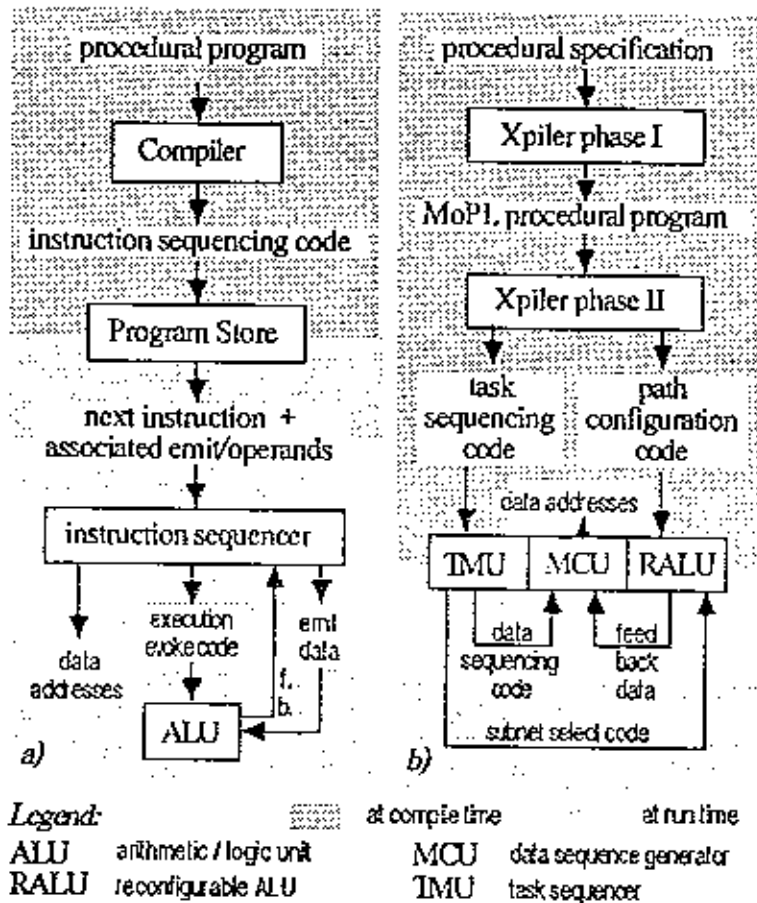 procedural program
Compiler
instruction sequencing code
Program Store
next instruction +
associated emit/operands
instruction sequencer
data
addresses
execution
evoke code
f.
b.
emit
data
ALU
a)
procedural specification
Xpiler phase I
MoPL procedural program
Xpiler phase II
task
sequencing
code
path
configuration
code
data addresses
TMU MCU RALU
data
sequencing
code
feed
back
data
subnet select code
b)
Legend:
at compile time
at run time
ALU arithmetic / logic unit
MCU data sequence generator
RALU reconfigurable ALU
TMU task sequencer